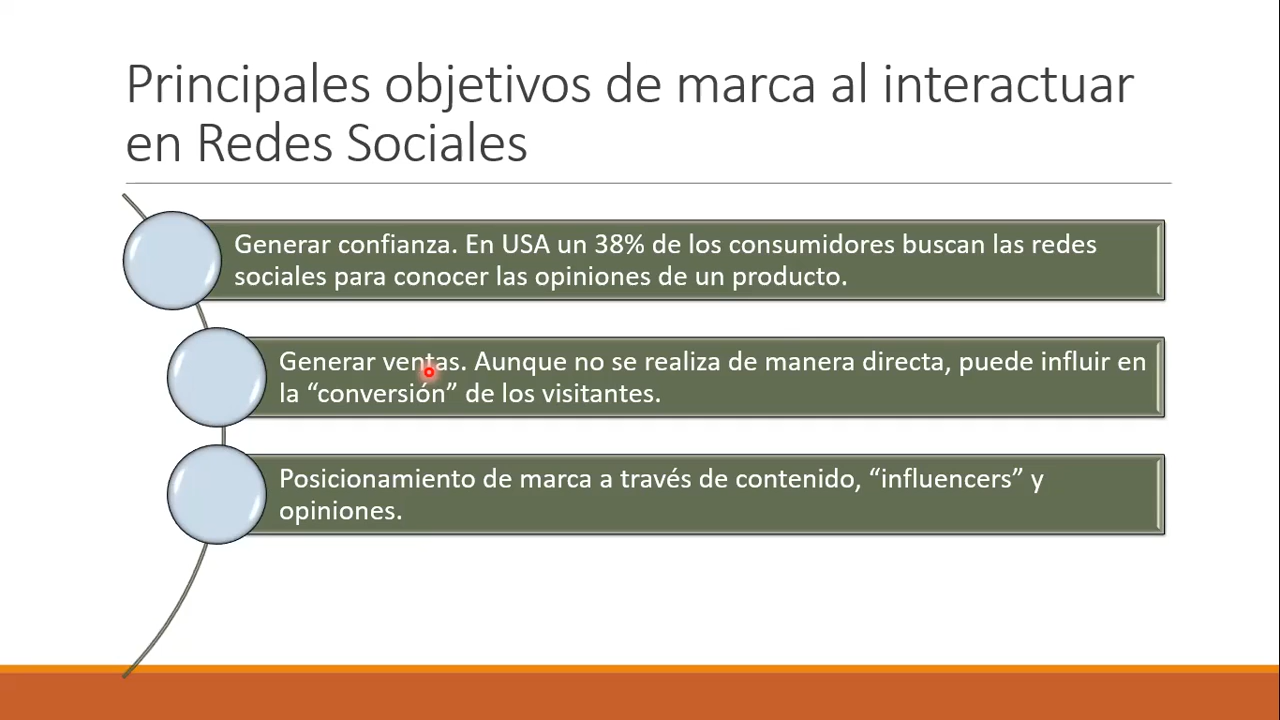 Principales objetivos de marca al interactuar
en Redes Sociales
Generar confianza. En USA un 38% de los consumidores buscan las redes
sociales para conocer las opiniones de un producto.
Generar ventas. Aunque no se realiza de manera directa, puede influir en
la “conversión” de los visitantes.
Posicionamiento de marca a través de contenido, “influencers” y
opiniones.